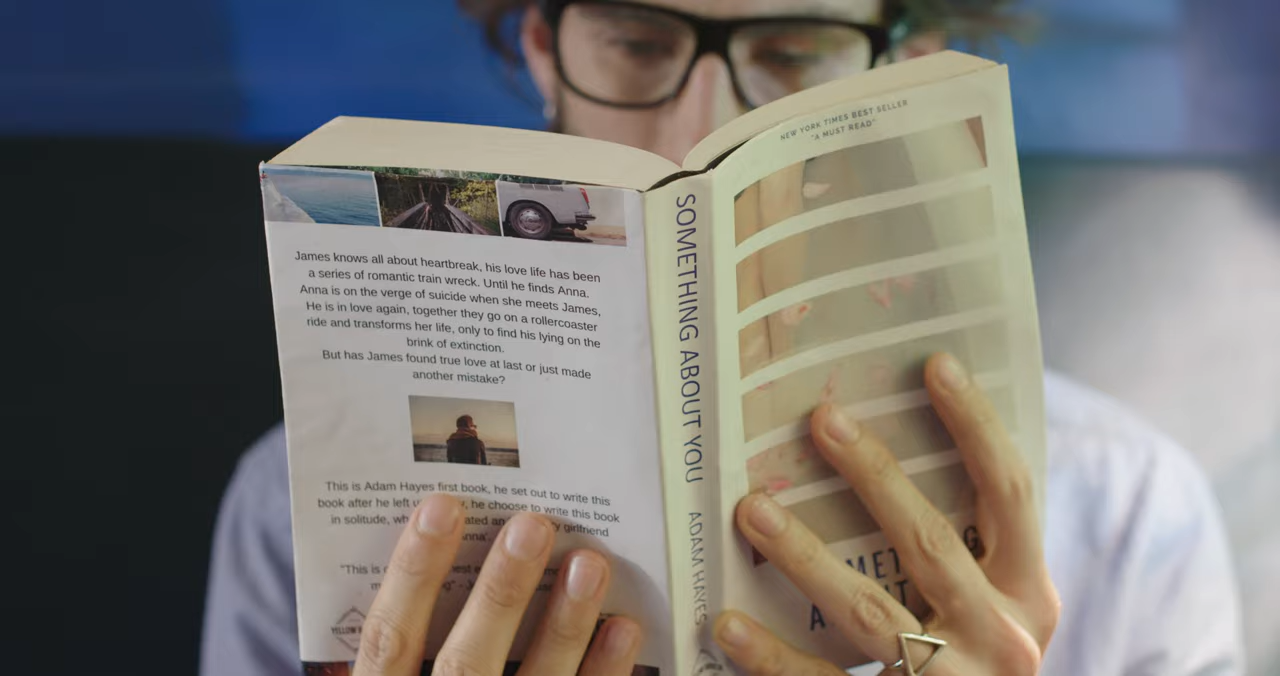 James knows all about heartbreak, his love life has been
a series of romantic train wreck. Until he finds Anna.
Anna is on the verge of suicide when she meets James,
He is in love again, together they go on a rollercoaster
ride and transforms her life, only to find his lying on the
brink of extinction.
But has James found true love at last or just made
another mistake?
This is Adam Hayes first book, he set out to write this
book after he left he choose to write this book
in solitude, girlfriend
"This is
YELLOW
SOMETHING ABOUT YOU
ADAM HAYES
NEW YORK TIMES BEST SELLER
"A MUST READ"